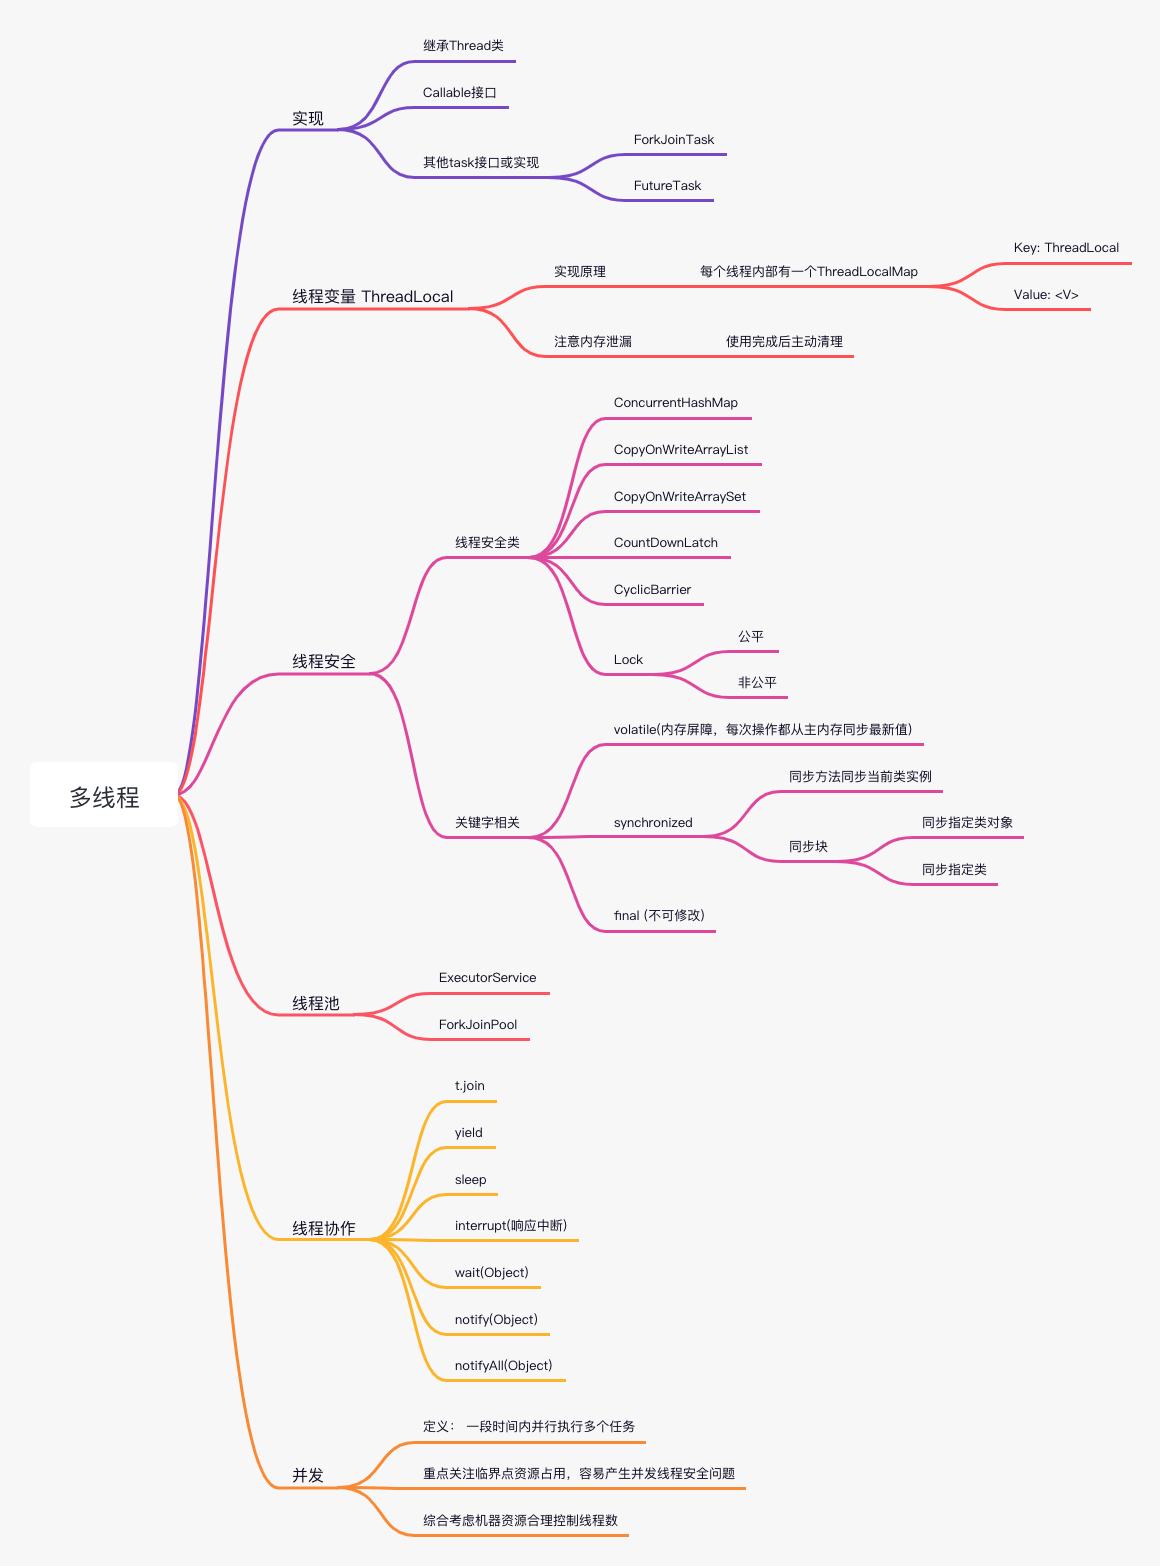 多线程
实现
继承Thread类
Callable接口
其他task接口或实现
ForkJoinTask
FutureTask
线程变量 ThreadLocal
实现原理
每个线程内部有一个ThreadLocalMap
Key: ThreadLocal
Value: <V>
注意内存泄漏
使用完成后主动清理
线程安全
线程安全类
ConcurrentHashMap
CopyOnWriteArrayList
CopyOnWriteArraySet
CountDownLatch
CyclicBarrier
Lock
公平
非公平
关键字相关
volatile(内存屏障，每次操作都从主内存同步最新值)
synchronized
同步方法同步当前类实例
同步块
同步指定类对象
同步指定类
final (不可修改)
线程池
ExecutorService
ForkJoinPool
线程协作
t.join
yield
sleep
interrupt(响应中断)
wait(Object)
notify(Object)
notifyAll(Object)
并发
定义： 一段时间内并行执行多个任务
重点关注临界点资源占用，容易产生并发线程安全问题
综合考虑机器资源合理控制线程数